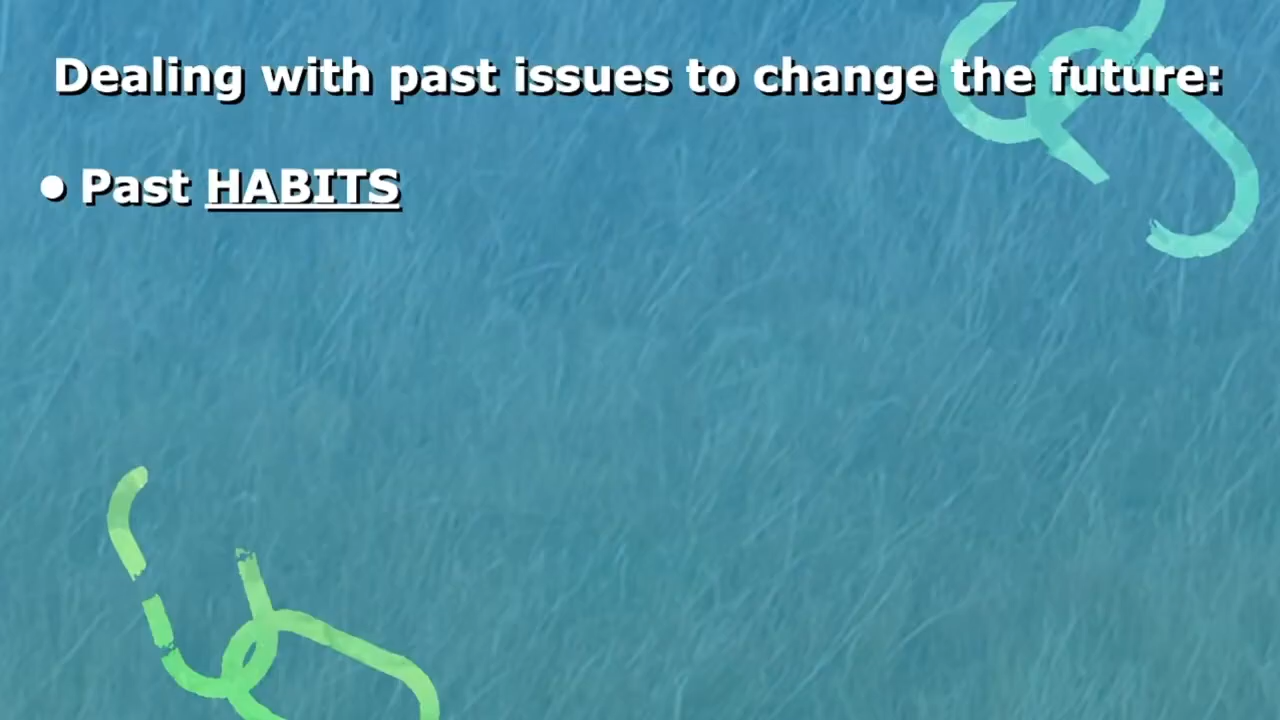 Dealing with past issues to change the future:
● Past HABITS